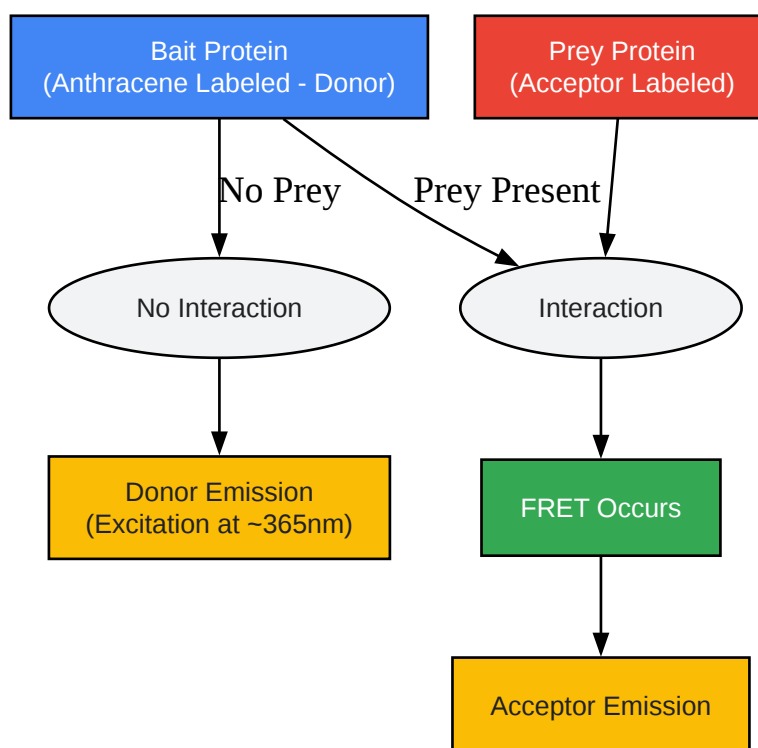 Bait Protein
(Anthracene Labeled - Donor)
Prey Protein
(Acceptor Labeled)
No Prey
Prey Present
No Interaction
Interaction
Donor Emission
(Excitation at ~365nm)
FRET Occurs
Acceptor Emission